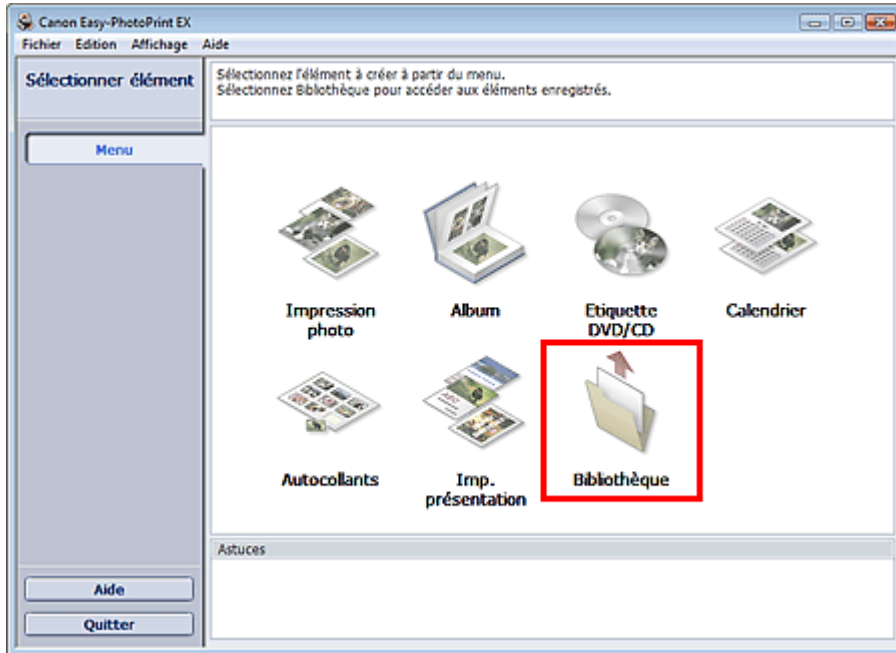 Canon Easy-PhotoPrint EX
Fichier Edition Affichage Aide
Sélectionner élément
Sélectionnez l'élément à créer à partir du menu.
Sélectionnez Bibliothèque pour accéder aux éléments enregistrés.
Menu
Impression
photo
Album
Etiquette
DVD/CD
Calendrier
Autocollants
Imp.
présentation
Bibliothèque
Astuces
Aide
Quitter